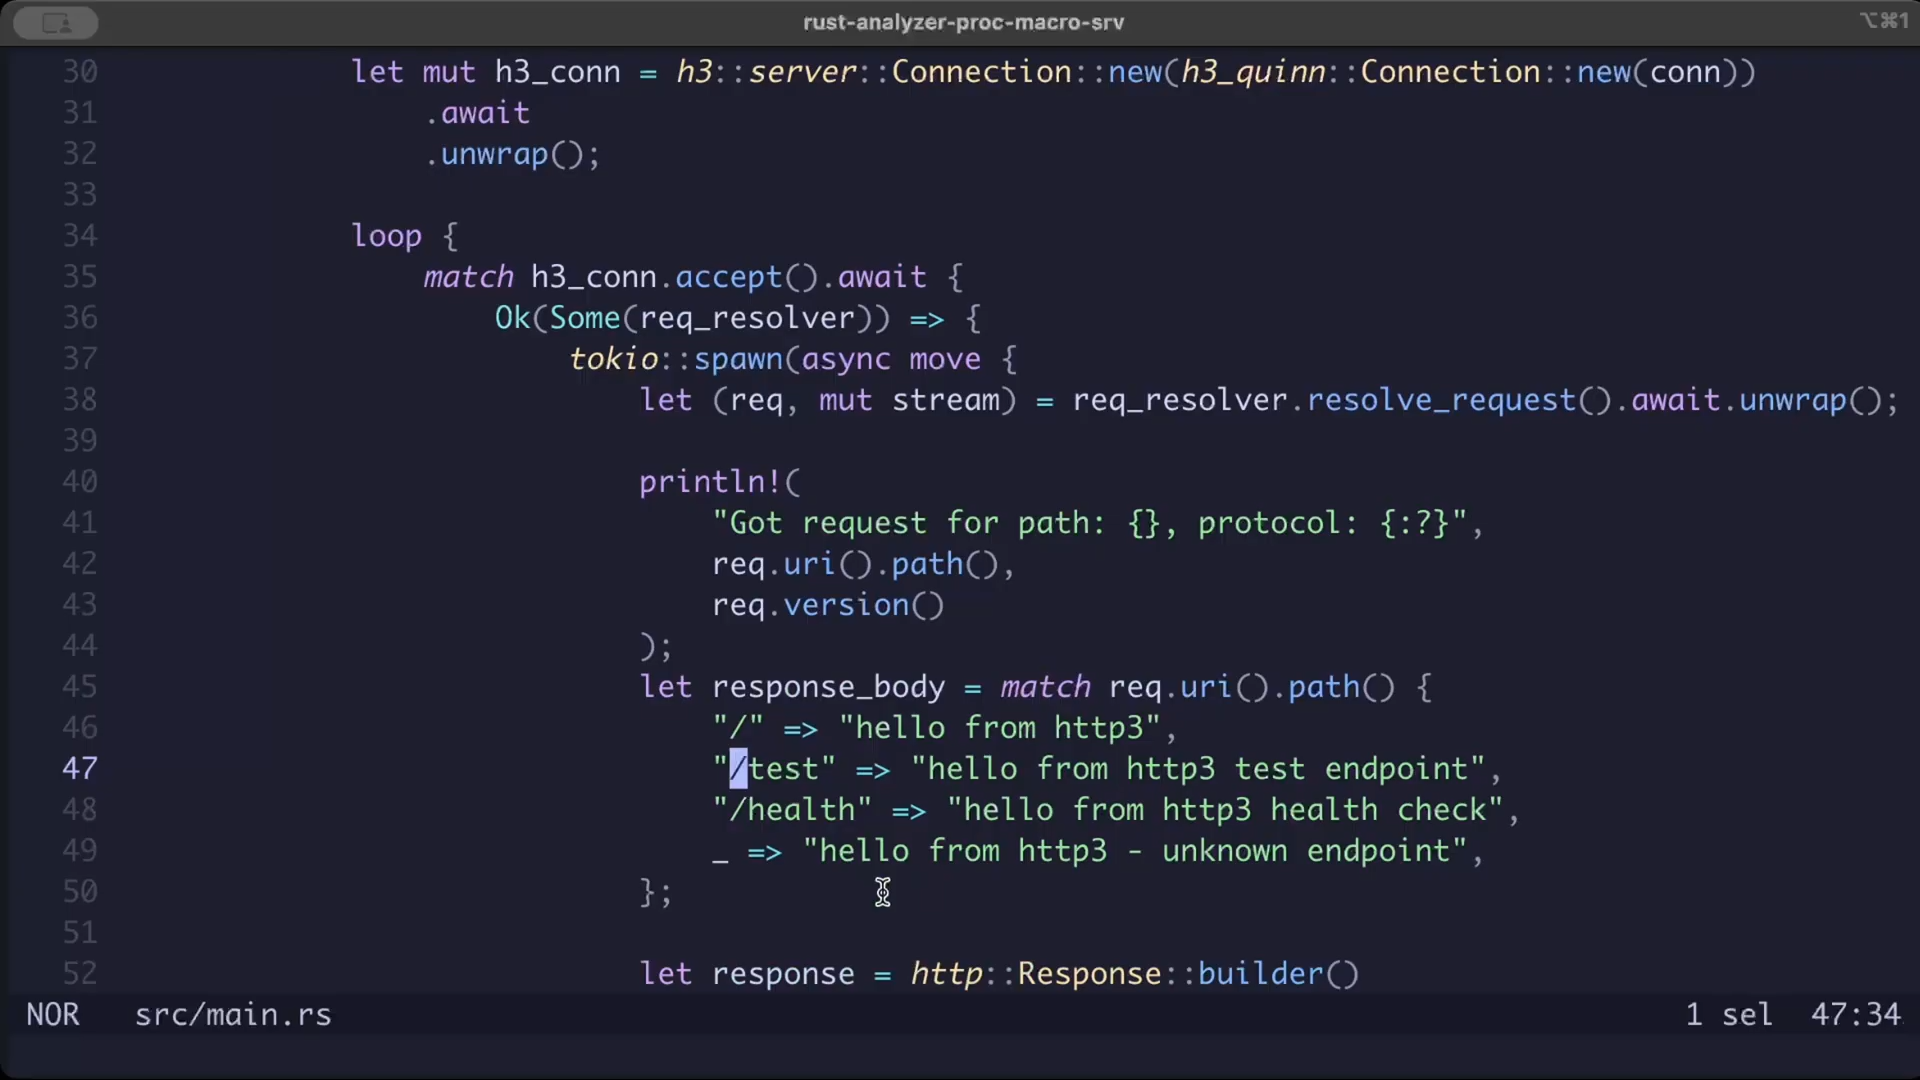 rust-analyzer-proc-macro-srv ⌥⌘1
30 let mut h3_conn = h3::server::Connection::new(h3_quinn::Connection::new(conn))
31 .await
32 .unwrap();
33
34 loop {
35 match h3_conn.accept().await {
36 Ok(Some(req_resolver)) => {
37 tokio::spawn(async move {
38 let (req, mut stream) = req_resolver.resolve_request().await.unwrap();
39
40 println!(
41 "Got request for path: {}, protocol: {:?}",
42 req.uri().path(),
43 req.version()
44 );
45 let response_body = match req.uri().path() {
46 "/" => "hello from http3",
47 "/test" => "hello from http3 test endpoint",
48 "/health" => "hello from http3 health check",
49 _ => "hello from http3 - unknown endpoint",
50 };
51
52 let response = http::Response::builder()
NOR src/main.rs 1 sel 47:34